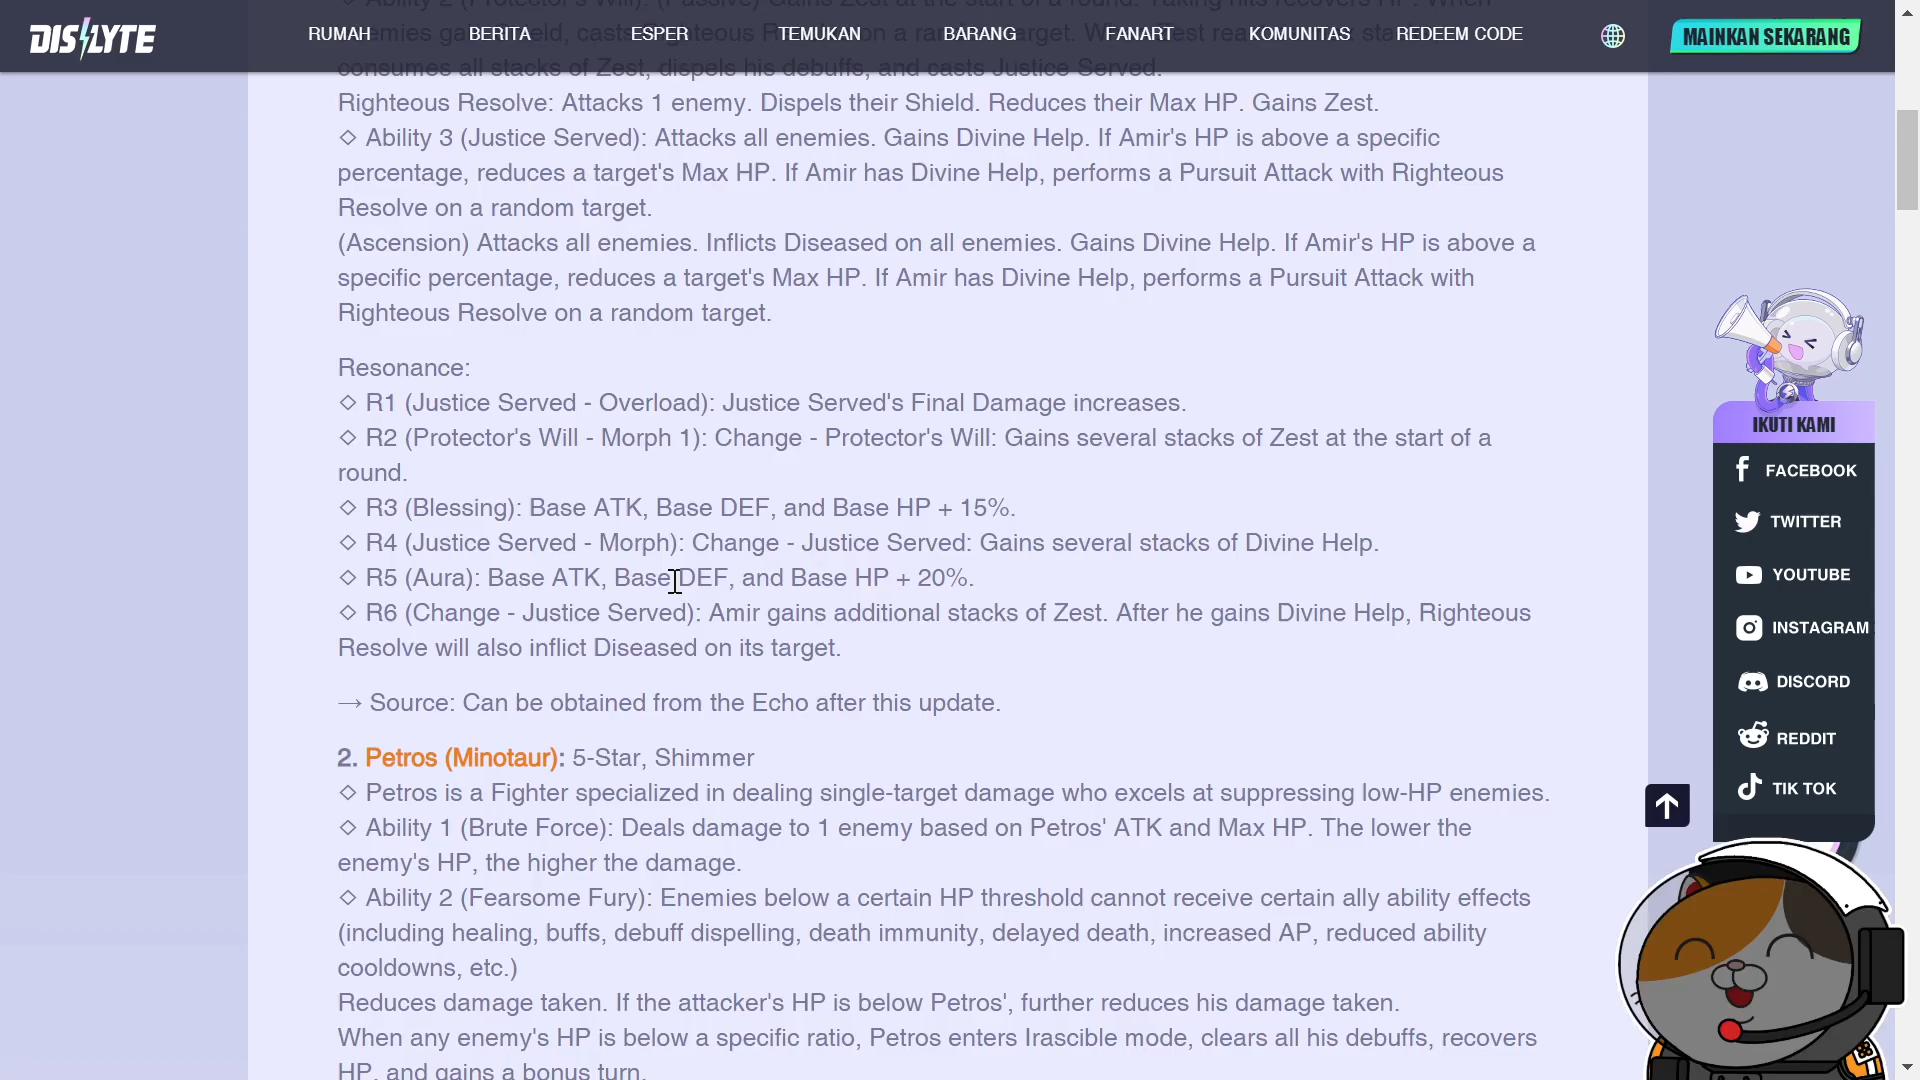 DISLYTE
RUMAH BERITA ESPER TEMUKAN BARANG FANART KOMUNITAS REDEEM CODE
MAINKAN SEKARANG
consumes all stacks of Zest, dispels his debuffs, and casts Justice Served.
Righteous Resolve: Attacks 1 enemy. Dispels their Shield. Reduces their Max HP. Gains Zest.
◇ Ability 3 (Justice Served): Attacks all enemies. Gains Divine Help. If Amir's HP is above a specific
percentage, reduces a target's Max HP. If Amir has Divine Help, performs a Pursuit Attack with Righteous
Resolve on a random target.
(Ascension) Attacks all enemies. Inflicts Diseased on all enemies. Gains Divine Help. If Amir's HP is above a
specific percentage, reduces a target's Max HP. If Amir has Divine Help, performs a Pursuit Attack with
Righteous Resolve on a random target.
Resonance:
◇ R1 (Justice Served - Overload): Justice Served's Final Damage increases.
◇ R2 (Protector's Will - Morph 1): Change - Protector's Will: Gains several stacks of Zest at the start of a
round.
◇ R3 (Blessing): Base ATK, Base DEF, and Base HP + 15%.
◇ R4 (Justice Served - Morph): Change - Justice Served: Gains several stacks of Divine Help.
◇ R5 (Aura): Base ATK, Base DEF, and Base HP + 20%.
◇ R6 (Change - Justice Served): Amir gains additional stacks of Zest. After he gains Divine Help, Righteous
Resolve will also inflict Diseased on its target.
→ Source: Can be obtained from the Echo after this update.
2. Petros (Minotaur): 5-Star, Shimmer
◇ Petros is a Fighter specialized in dealing single-target damage who excels at suppressing low-HP enemies.
◇ Ability 1 (Brute Force): Deals damage to 1 enemy based on Petros' ATK and Max HP. The lower the
enemy's HP, the higher the damage.
◇ Ability 2 (Fearsome Fury): Enemies below a certain HP threshold cannot receive certain ally ability effects
(including healing, buffs, debuff dispelling, death immunity, delayed death, increased AP, reduced ability
cooldowns, etc.)
Reduces damage taken. If the attacker's HP is below Petros', further reduces his damage taken.
When any enemy's HP is below a specific ratio, Petros enters Irascible mode, clears all his debuffs, recovers
HP, and gains a bonus turn.
IKUTI KAMI
FACEBOOK
TWITTER
YOUTUBE
INSTAGRAM
DISCORD
REDDIT
TIK TOK